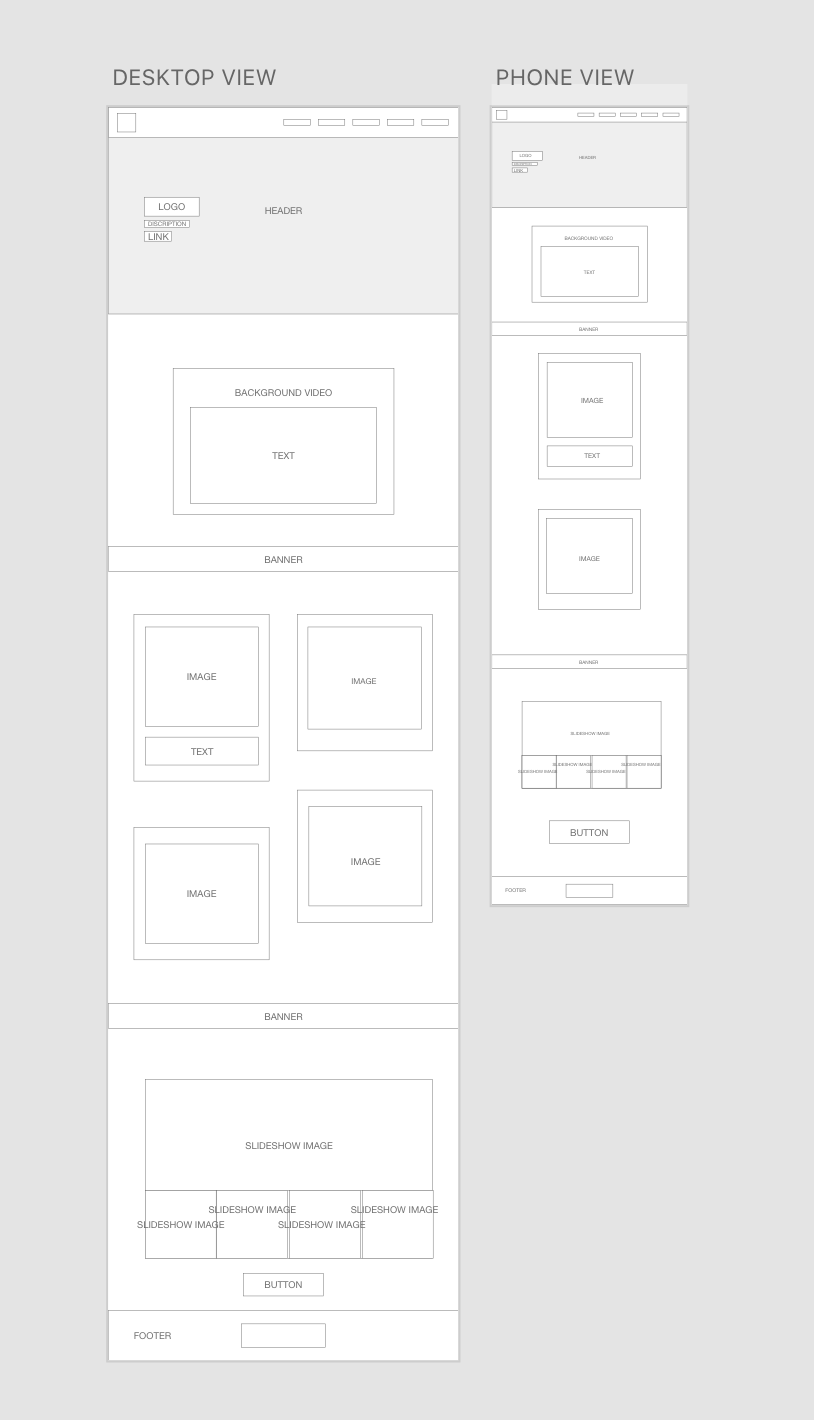 DESKTOP VIEW
LOGO
DISCRIPTION
LINK
HEADER
BACKGROUND VIDEO
TEXT
BANNER
IMAGE
TEXT
IMAGE
IMAGE
IMAGE
BANNER
SLIDESHOW IMAGE
SLIDESHOW IMAGE
SLIDESHOW IMAGE
SLIDESHOW IMAGE
SLIDESHOW IMAGE
BUTTON
FOOTER
PHONE VIEW
LOGO
LINK
HEADER
BACKGROUND VIDEO
TEXT
BANNER
IMAGE
TEXT
IMAGE
BANNER
SLIDESHOW IMAGE
SLIDESHOW IMAGE
SLIDESHOW IMAGE
SLIDESHOW IMAGE
SLIDESHOW IMAGE
BUTTON
FOOTER